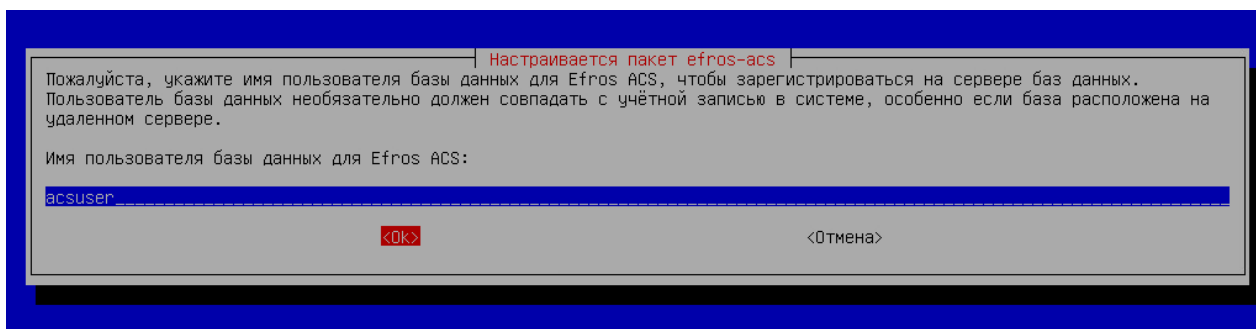 Настраивается пакет efros-acs
Пожалуйста, укажите имя пользователя базы данных для Efros ACS, чтобы зарегистрироваться на сервере баз данных.
Пользователь базы данных необязательно должен совпадать с учётной записью в системе, особенно если база расположена на
удаленном сервере.
Имя пользователя базы данных для Efros ACS:
acsuser
<Ok> <Отмена>